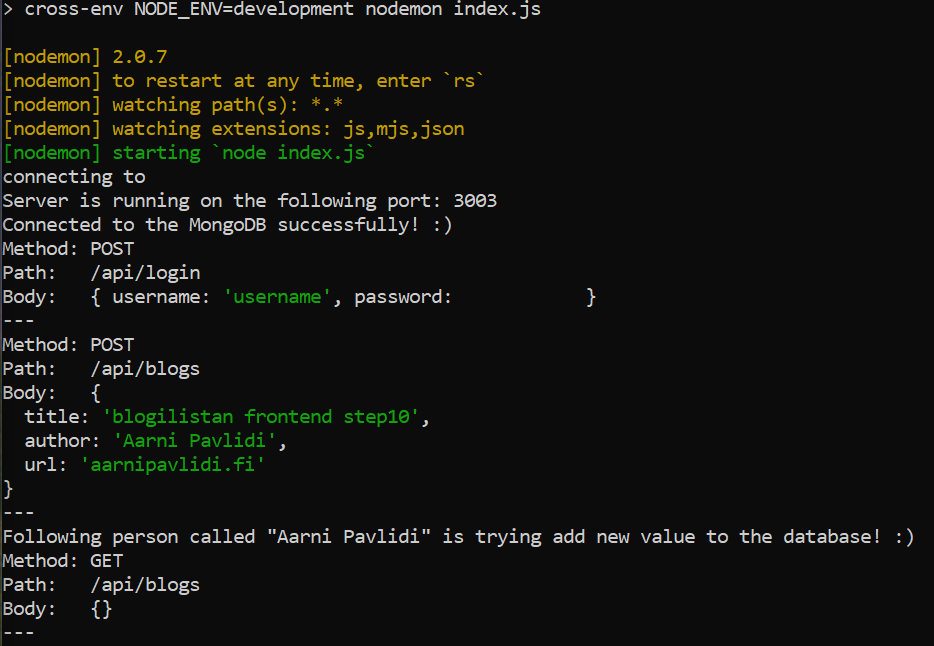 > cross-env NODE_ENV=development nodemon index.js
[nodemon] 2.0.7
[nodemon] to restart at any time, enter `rs`
[nodemon] watching path(s): *.*
[nodemon] watching extensions: js,mjs,json
[nodemon] starting `node index.js`
connecting to
Server is running on the following port: 3003
Connected to the MongoDB successfully! :)
Method: POST
Path:   /api/login
Body:   { username: 'username', password:            }
---
Method: POST
Path:   /api/blogs
Body:   {
  title: 'blogilistan frontend step10',
  author: 'Aarni Pavlidi',
  url: 'aarnipavlidi.fi'
}
---
Following person called "Aarni Pavlidi" is trying add new value to the database! :)
Method: GET
Path:   /api/blogs
Body:   {}
---